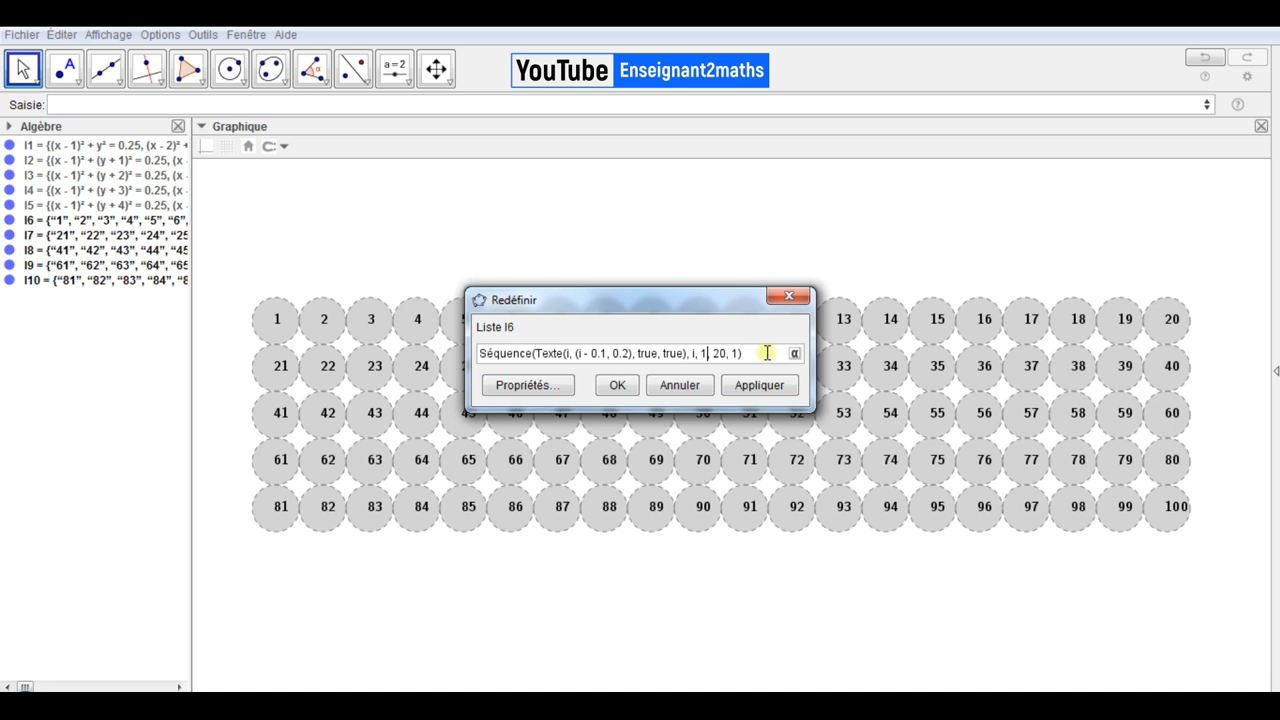 Fichier Éditer Affichage Options Outils Fenêtre Aide
A a=2 YouTube Enseignant2maths
Saisie:
Algèbre Graphique
l1 = {(x - 1)² + y² = 0.25, (x - 2)² +
l2 = {(x - 1)² + (y + 1)² = 0.25, (x -
l3 = {(x - 1)² + (y + 2)² = 0.25, (x -
l4 = {(x - 1)² + (y + 3)² = 0.25, (x -
l5 = {(x - 1)² + (y + 4)² = 0.25, (x -
l6 = {“1”, “2”, “3”, “4”, “5”, “6”,
l7 = {“21”, “22”, “23”, “24”, “25
l8 = {“41”, “42”, “43”, “44”, “45
l9 = {“61”, “62”, “63”, “64”, “65
l10 = {“81”, “82”, “83”, “84”, “8
Redéfinir
Liste l6
Séquence(Texte(i, (i - 0.1, 0.2), true, true), i, 1, 20, 1) α
Propriétés... OK Annuler Appliquer
1 2 3 4 13 14 15 16 17 18 19 20
21 22 23 24 33 34 35 36 37 38 39 40
41 42 43 44 45 46 47 48 49 50 51 52 53 54 55 56 57 58 59 60
61 62 63 64 65 66 67 68 69 70 71 72 73 74 75 76 77 78 79 80
81 82 83 84 85 86 87 88 89 90 91 92 93 94 95 96 97 98 99 100